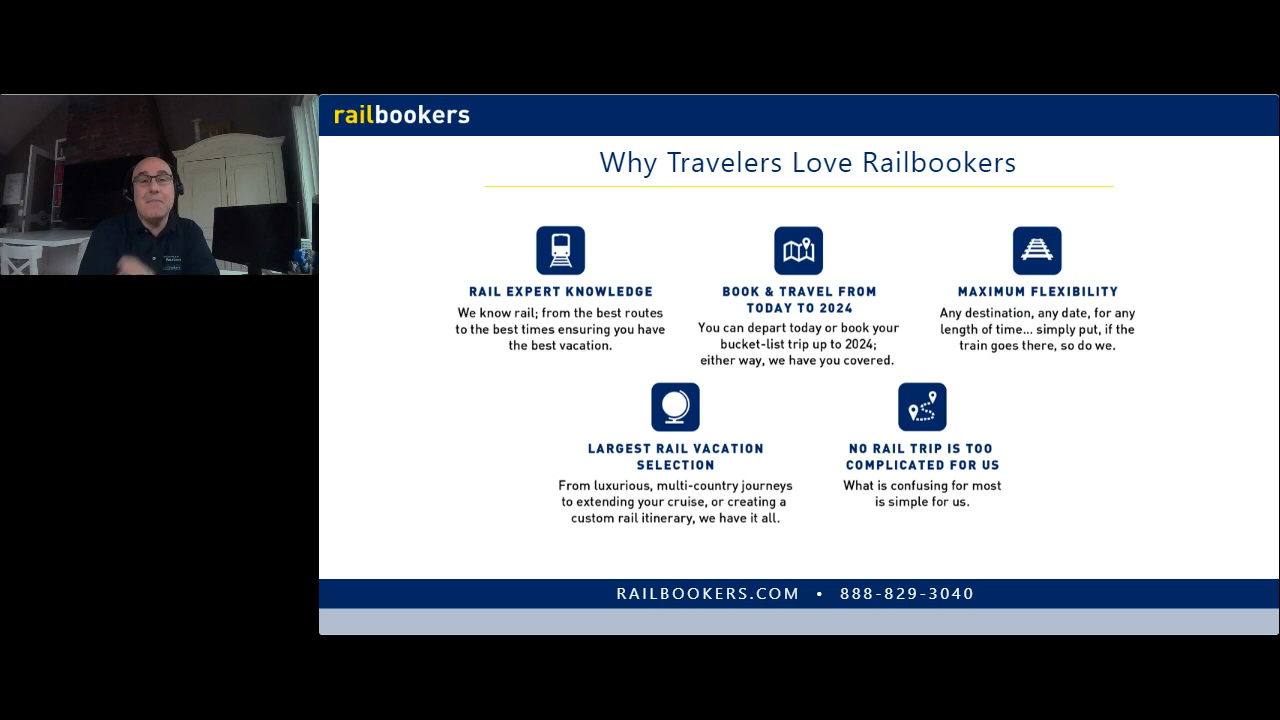 railbookers
Why Travelers Love Railbookers
RAIL EXPERT KNOWLEDGE
We know rail; from the best routes
to the best times ensuring you have
the best vacation.
BOOK & TRAVEL FROM
TODAY TO 2024
You can depart today or book your
bucket-list trip up to 2024;
either way, we have you covered.
MAXIMUM FLEXIBILITY
Any destination, any date, for any
length of time... simply put, if the
train goes there, so do we.
LARGEST RAIL VACATION
SELECTION
From luxurious, multi-country journeys
to extending your cruise, or creating a
custom rail itinerary, we have it all.
NO RAIL TRIP IS TOO
COMPLICATED FOR US
What is confusing for most
is simple for us.
RAILBOOKERS.COM • 888-829-3040